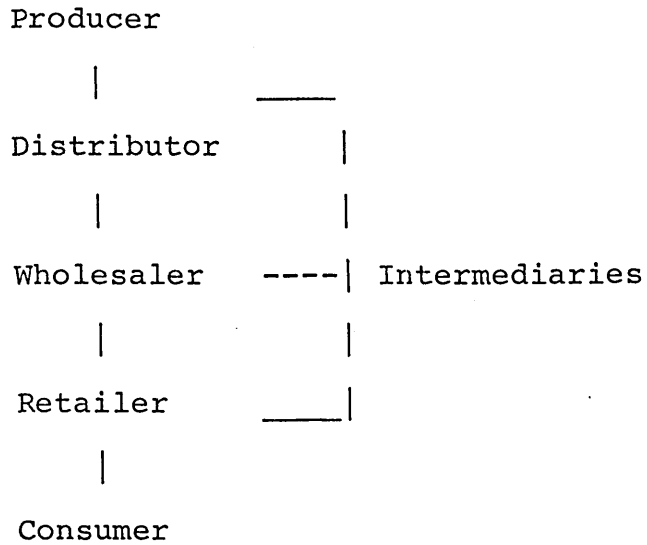 Producer
Distributor
Wholesaler ----| Intermediaries
Retailer
Consumer